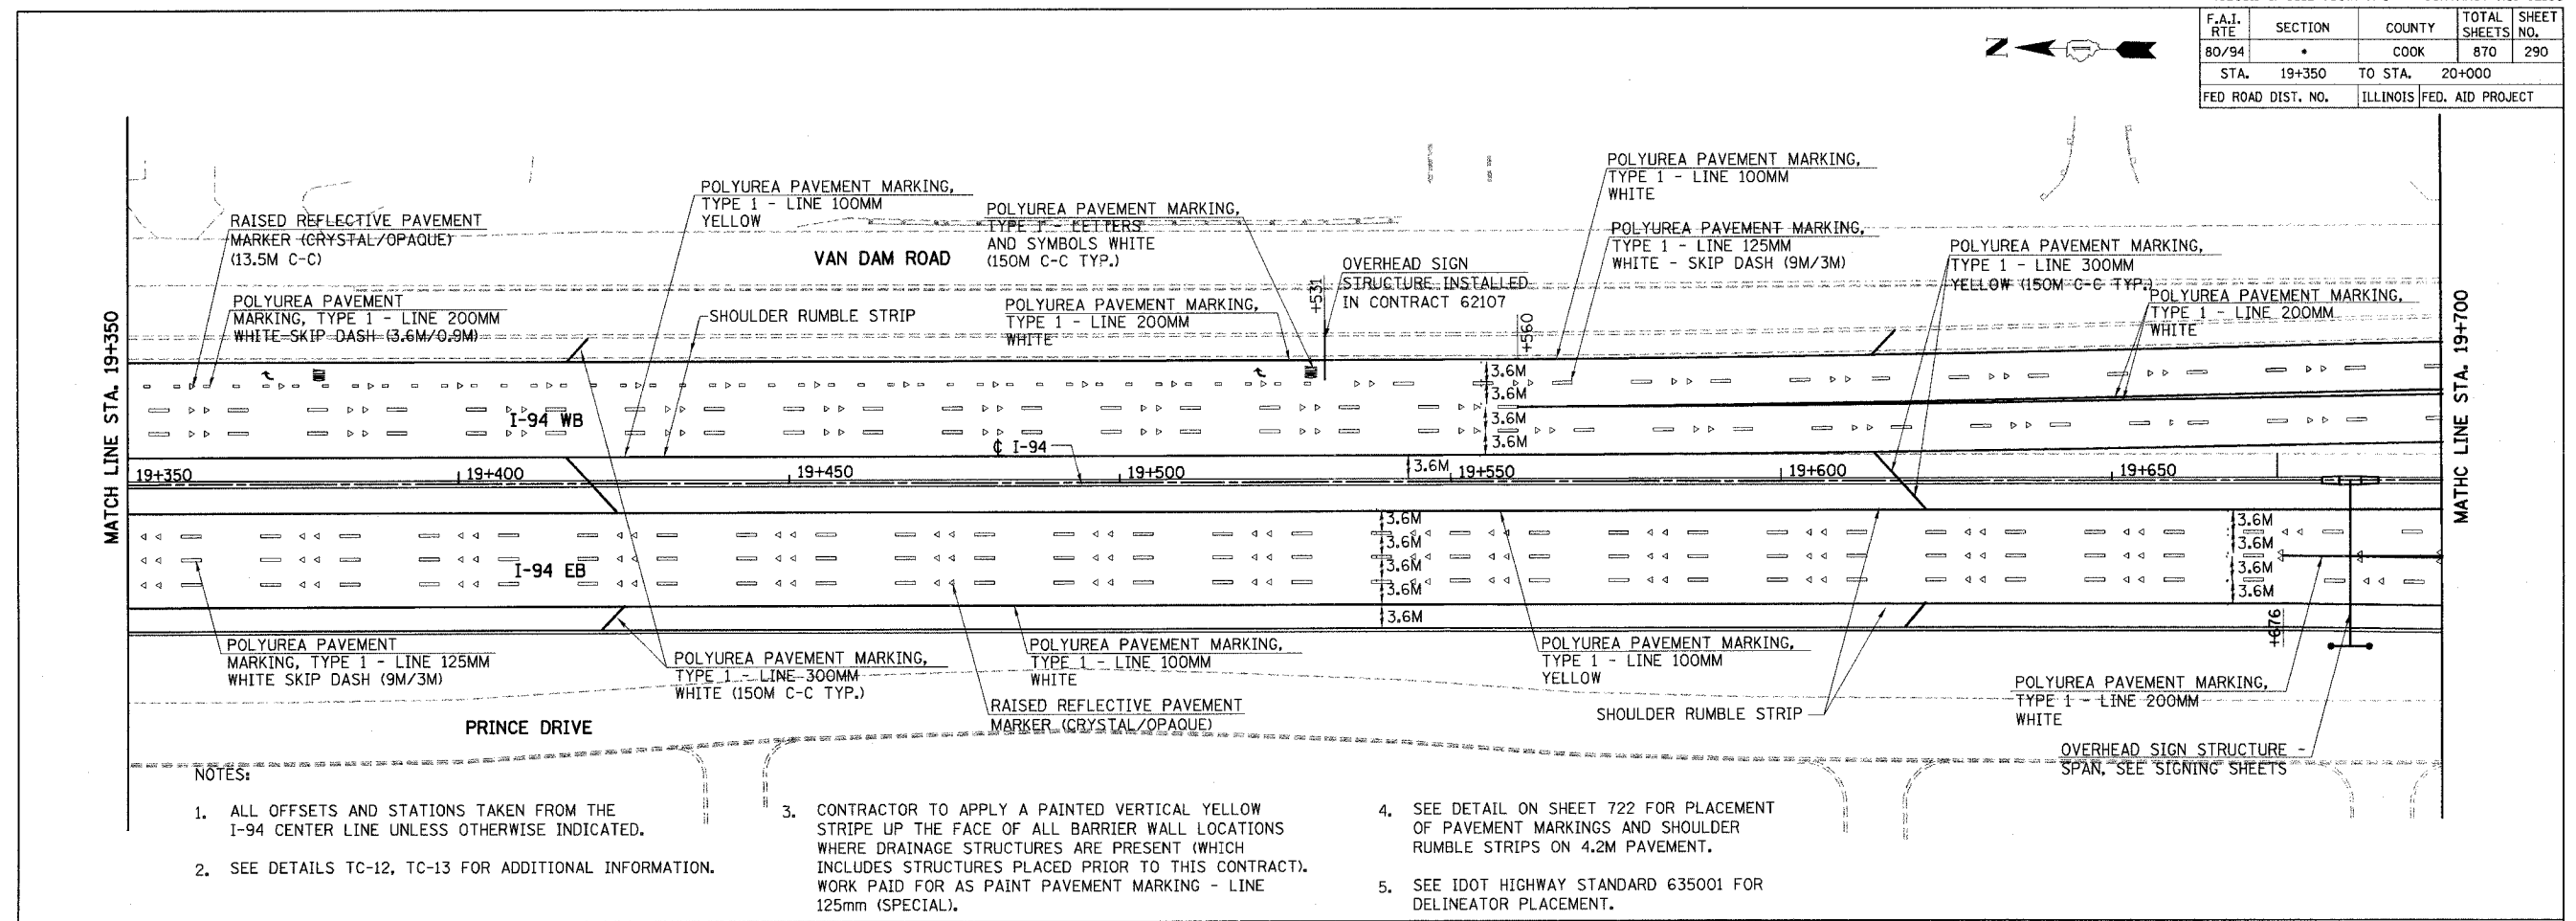 F.A.I. RTE SECTION COUNTY TOTAL SHEETS SHEET NO.
80/94 * COOK 870 290
STA. 19+350 TO STA. 20+000
FED ROAD DIST. NO. ILLINOIS FED. AID PROJECT
Z
MATCH LINE STA. 19+350
RAISED REFLECTIVE PAVEMENT
MARKER (CRYSTAL/OPAQUE)
(13.5M C-C)
POLYUREA PAVEMENT
MARKING, TYPE 1 - LINE 200MM
WHITE SKIP DASH (3.6M/0.9M)
POLYUREA PAVEMENT MARKING,
TYPE 1 - LINE 100MM
YELLOW
SHOULDER RUMBLE STRIP
VAN DAM ROAD
POLYUREA PAVEMENT MARKING,
TYPE 1 - LETTERS
AND SYMBOLS WHITE
(150M C-C TYP.)
POLYUREA PAVEMENT MARKING,
TYPE 1 - LINE 200MM
WHITE
+531
OVERHEAD SIGN
STRUCTURE INSTALLED
IN CONTRACT 62107
+560
POLYUREA PAVEMENT MARKING,
TYPE 1 - LINE 100MM
WHITE
POLYUREA PAVEMENT MARKING,
TYPE 1 - LINE 125MM
WHITE - SKIP DASH (9M/3M)
POLYUREA PAVEMENT MARKING,
TYPE 1 - LINE 300MM
YELLOW (150M C-C TYP.)
POLYUREA PAVEMENT MARKING,
TYPE 1 - LINE 200MM
WHITE
MATHC LINE STA. 19+700
3.6M
3.6M
3.6M
3.6M
I-94 WB
℄ I-94
3.6M
19+350 19+400 19+450 19+500 19+550 19+600 19+650
3.6M
3.6M
3.6M
3.6M
3.6M
3.6M
3.6M
3.6M
3.6M
I-94 EB
+676
POLYUREA PAVEMENT
MARKING, TYPE 1 - LINE 125MM
WHITE SKIP DASH (9M/3M)
POLYUREA PAVEMENT MARKING,
TYPE 1 - LINE 300MM
WHITE (150M C-C TYP.)
POLYUREA PAVEMENT MARKING,
TYPE 1 - LINE 100MM
WHITE
RAISED REFLECTIVE PAVEMENT
MARKER (CRYSTAL/OPAQUE)
POLYUREA PAVEMENT MARKING,
TYPE 1 - LINE 100MM
YELLOW
SHOULDER RUMBLE STRIP
POLYUREA PAVEMENT MARKING,
TYPE 1 - LINE 200MM
WHITE
OVERHEAD SIGN STRUCTURE -
SPAN, SEE SIGNING SHEETS
PRINCE DRIVE
NOTES:
1. ALL OFFSETS AND STATIONS TAKEN FROM THE
I-94 CENTER LINE UNLESS OTHERWISE INDICATED.
2. SEE DETAILS TC-12, TC-13 FOR ADDITIONAL INFORMATION.
3. CONTRACTOR TO APPLY A PAINTED VERTICAL YELLOW
STRIPE UP THE FACE OF ALL BARRIER WALL LOCATIONS
WHERE DRAINAGE STRUCTURES ARE PRESENT (WHICH
INCLUDES STRUCTURES PLACED PRIOR TO THIS CONTRACT).
WORK PAID FOR AS PAINT PAVEMENT MARKING - LINE
125mm (SPECIAL).
4. SEE DETAIL ON SHEET 722 FOR PLACEMENT
OF PAVEMENT MARKINGS AND SHOULDER
RUMBLE STRIPS ON 4.2M PAVEMENT.
5. SEE IDOT HIGHWAY STANDARD 635001 FOR
DELINEATOR PLACEMENT.